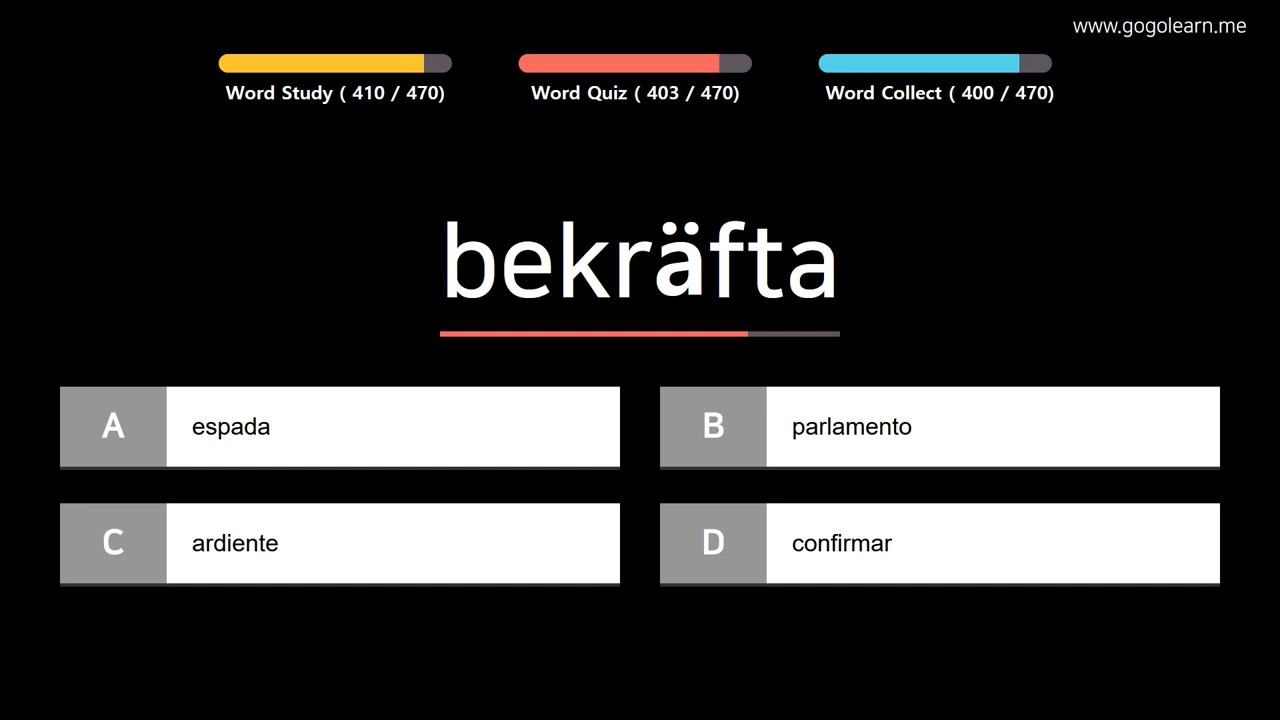 www.gogolearn.me
Word Study ( 410 / 470) Word Quiz ( 403 / 470) Word Collect ( 400 / 470)
bekräfta
A espada
B parlamento
C ardiente
D confirmar